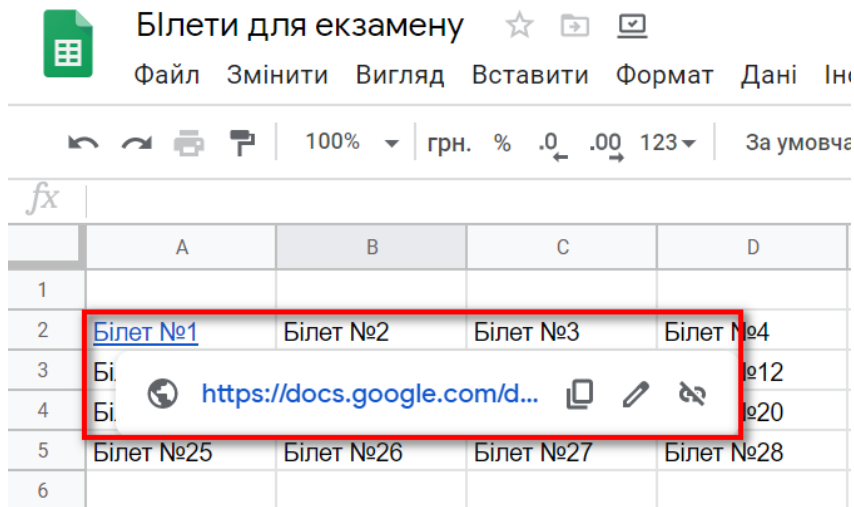 БІлети для екзамену
Файл Змінити Вигляд Вставити Формат Дані
100% грн. % .0 .00 123
fx
A B C D
1
2 Білет №1 Білет №2 Білет №3 Білет №4
3 №12
https://docs.google.com/d...
4 №20
5 Білет №25 Білет №26 Білет №27 Білет №28
6